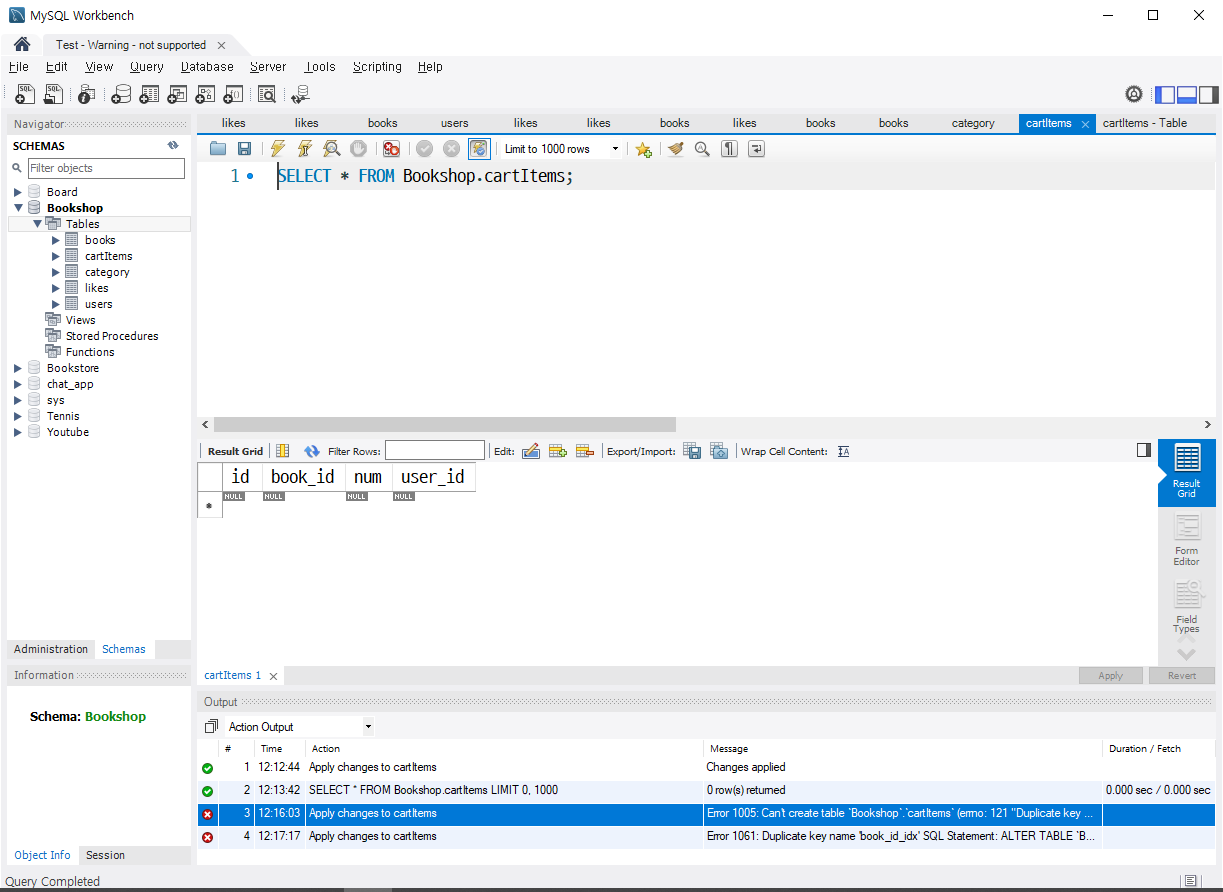 MySQL Workbench
Test - Warning - not supported
File Edit View Query Database Server Tools Scripting Help
SQL SQL
Navigator
SCHEMAS
Filter objects
Board
Bookshop
Tables
books
cartItems
category
likes
users
Views
Stored Procedures
Functions
Bookstore
chat_app
sys
Tennis
Youtube
Administration Schemas
Information
Schema: Bookshop
Object Info Session
likes likes books users likes likes books likes books books category cartItems cartItems - Table
Limit to 1000 rows
1 SELECT * FROM Bookshop.cartItems;
Result Grid Filter Rows: Edit: Export/Import: Wrap Cell Content:
id book_id num user_id
NULL NULL NULL NULL
Result Grid
Form Editor
Field Types
cartItems 1
Apply Revert
Output
Action Output
# Time Action Message Duration / Fetch
1 12:12:44 Apply changes to cartItems Changes applied
2 12:13:42 SELECT * FROM Bookshop.cartItems LIMIT 0, 1000 0 row(s) returned 0.000 sec / 0.000 sec
3 12:16:03 Apply changes to cartItems Error 1005: Can't create table `Bookshop`.`cartItems` (errno: 121 "Duplicate key ...
4 12:17:17 Apply changes to cartItems Error 1061: Duplicate key name 'book_id_idx' SQL Statement: ALTER TABLE `B...
Query Completed